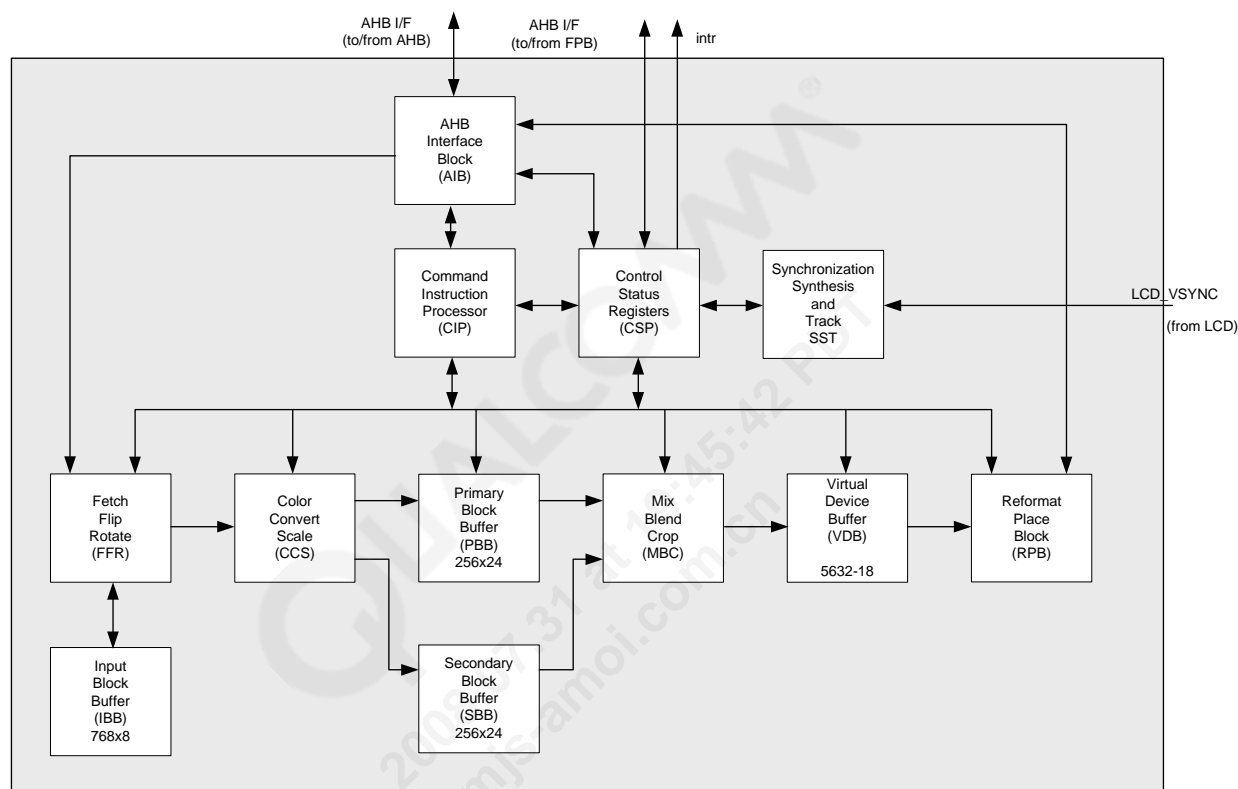 AHB I/F
(to/from AHB)
AHB I/F
(to/from FPB)
intr
AHB
Interface
Block
(AIB)
Command
Instruction
Processor
(CIP)
Control
Status
Registers
(CSP)
Synchronization
Synthesis
and
Track
SST
LCD_VSYNC
(from LCD)
Fetch
Flip
Rotate
(FFR)
Color
Convert
Scale
(CCS)
Primary
Block
Buffer
(PBB)
256x24
Mix
Blend
Crop
(MBC)
Virtual
Device
Buffer
(VDB)
5632-18
Reformat
Place
Block
(RPB)
Input
Block
Buffer
(IBB)
768x8
Secondary
Block
Buffer
(SBB)
256x24
QUALCOMM®